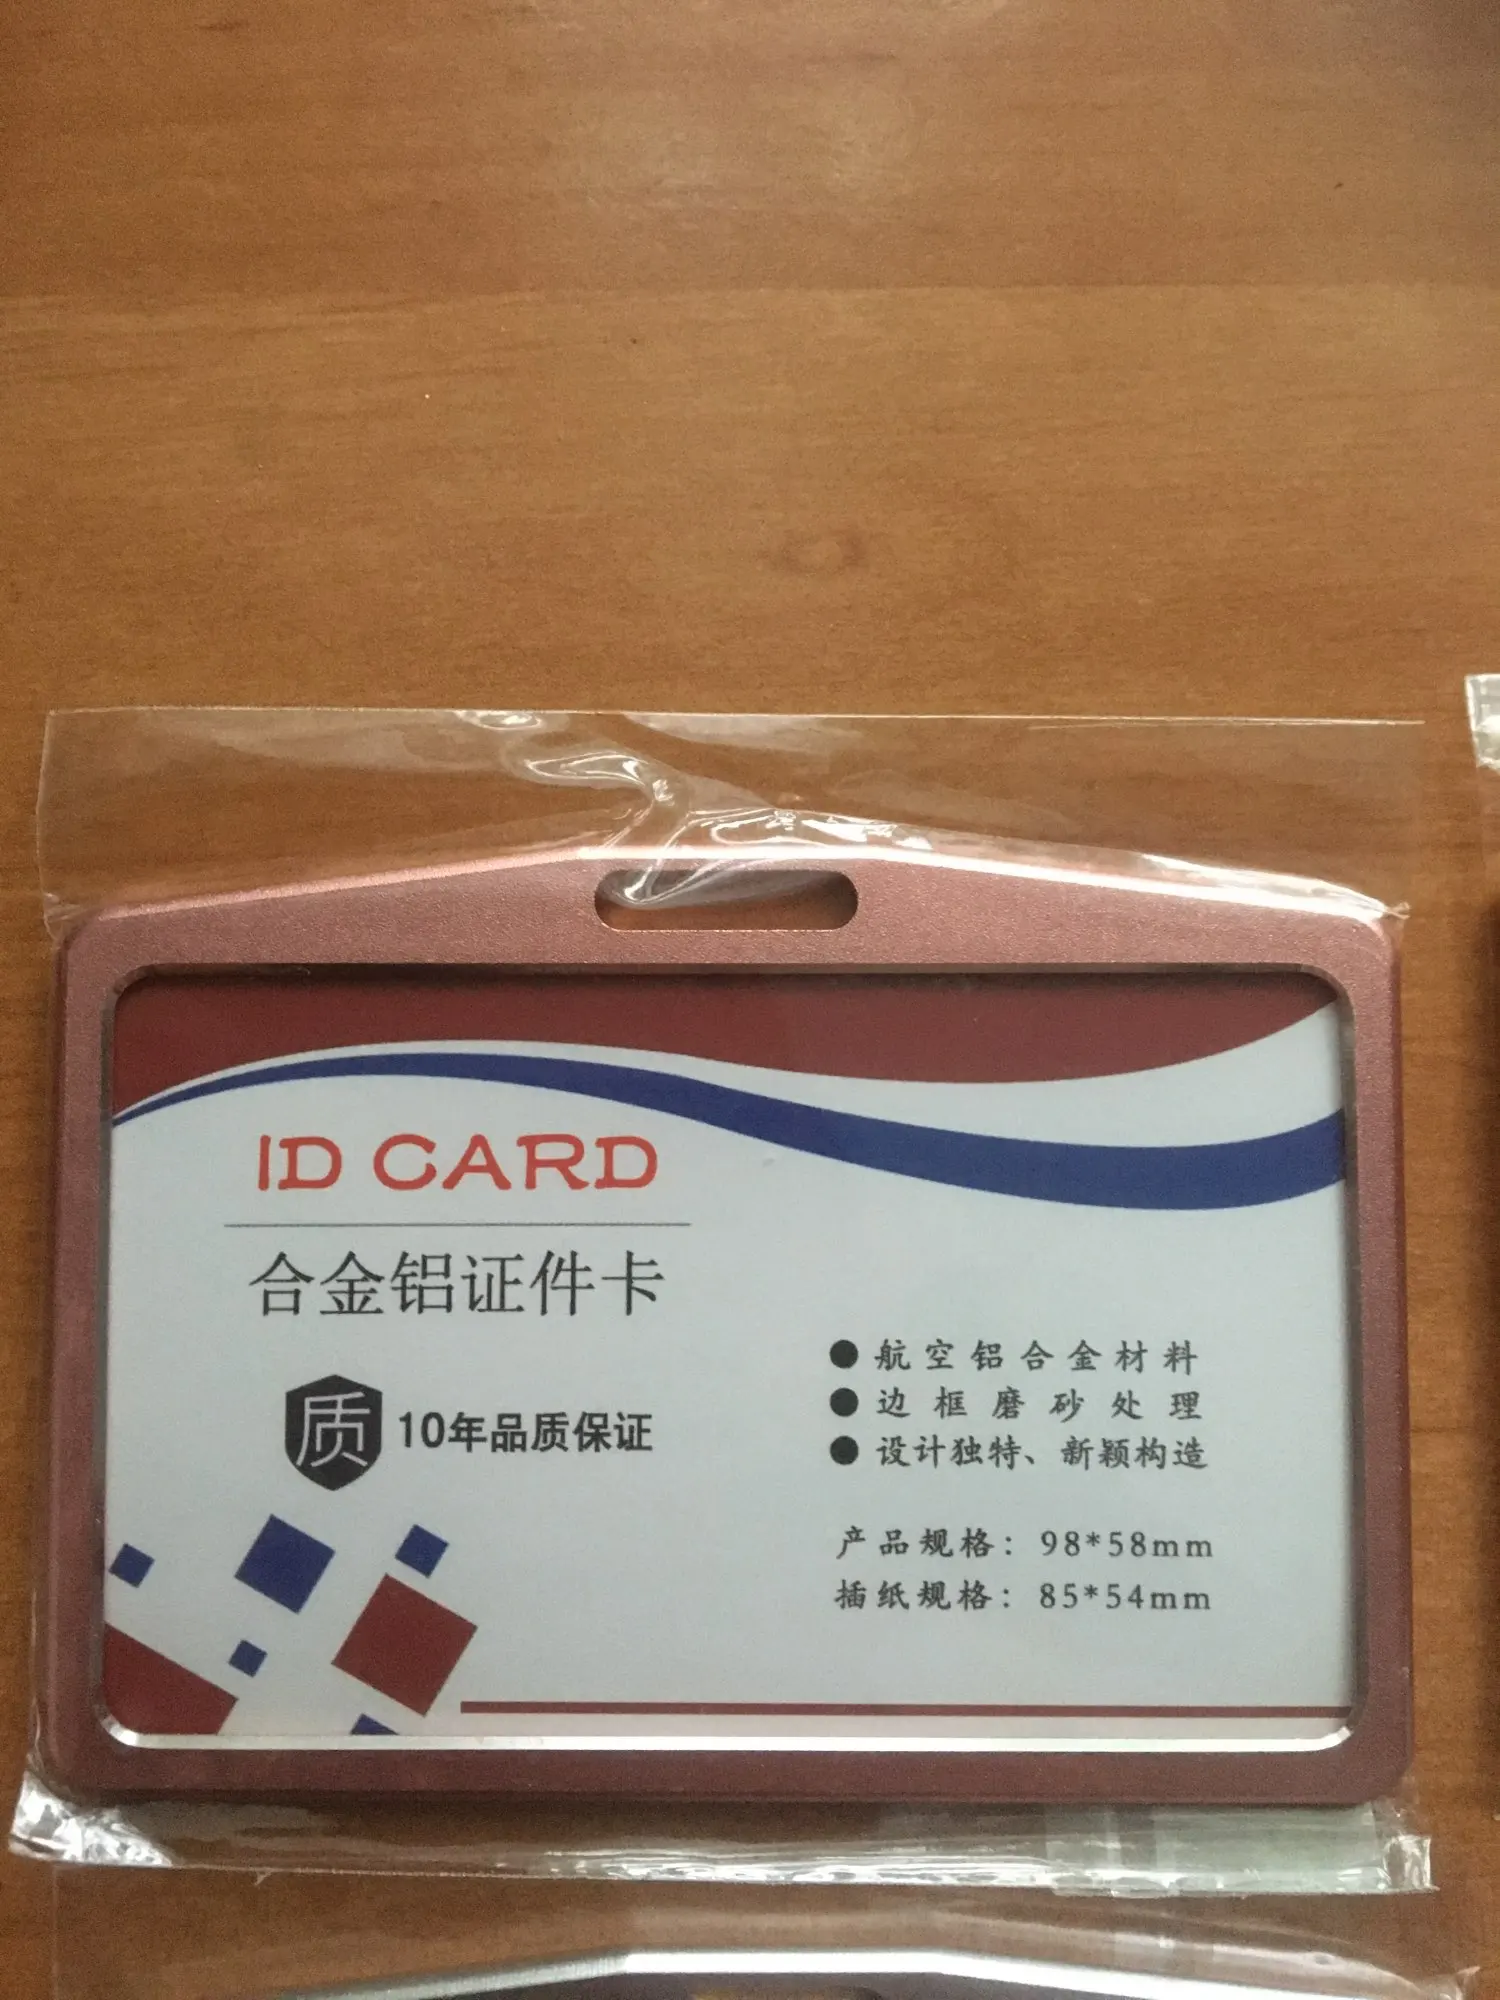 ID CARD
合金铝证件卡
质 10年品质保证
● 航空铝合金材料
● 边框磨砂处理
● 设计独特、新颖构造
产品规格：98*58mm
插纸规格：85*54mm